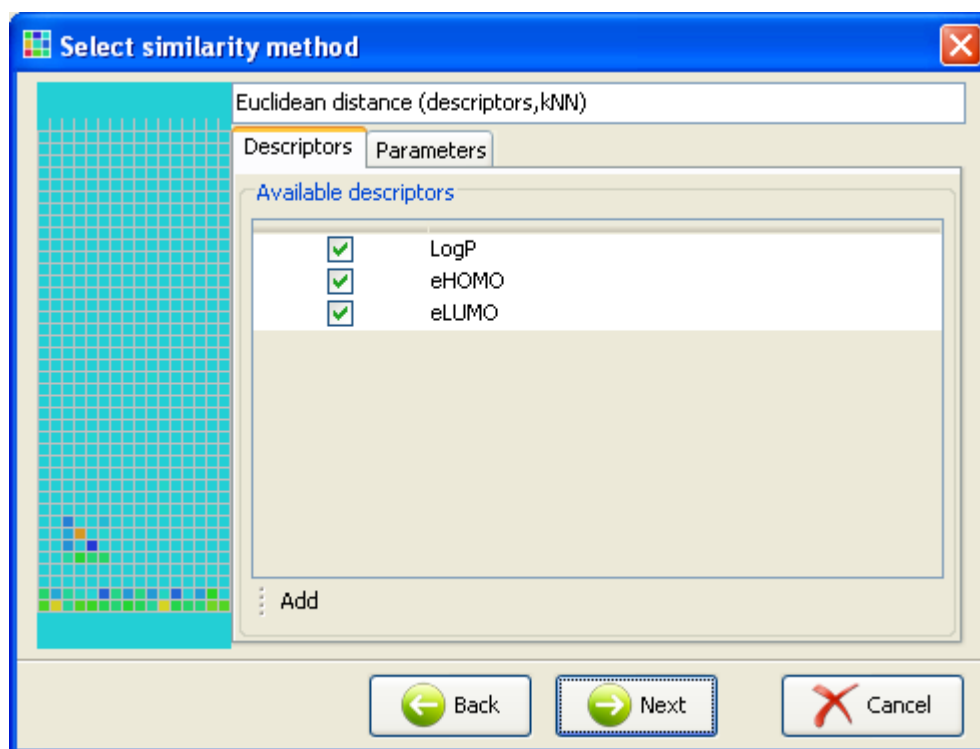 Select similarity method
Euclidean distance (descriptors,kNN)
Descriptors Parameters
Available descriptors
LogP
eHOMO
eLUMO
Add
Back Next Cancel